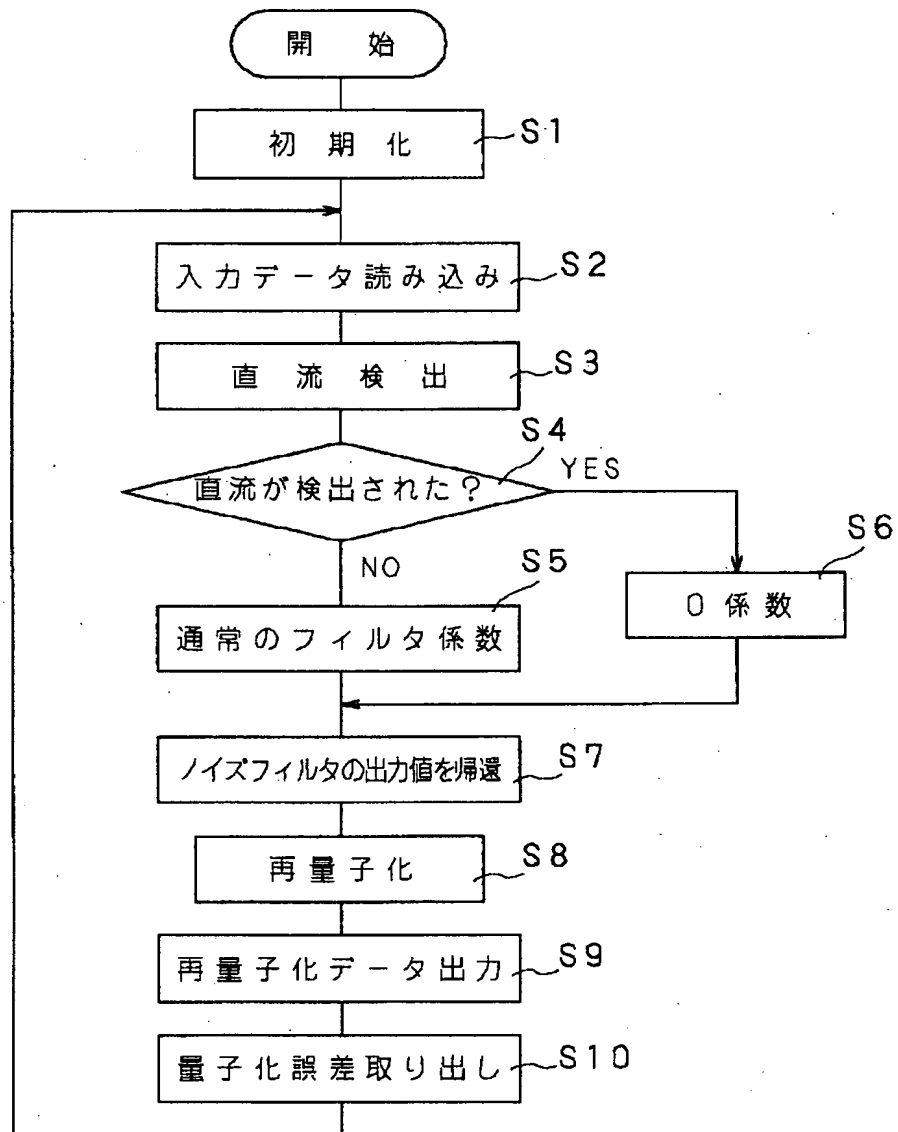 開始
初期化
S1
入力データ読み込み
S2
直流検出
S3
直流が検出された?
S4
YES
NO
通常のフィルタ係数
S5
0係数
S6
ノイズフィルタの出力値を帰還
S7
再量子化
S8
再量子化データ出力
S9
量子化誤差取り出し
S10